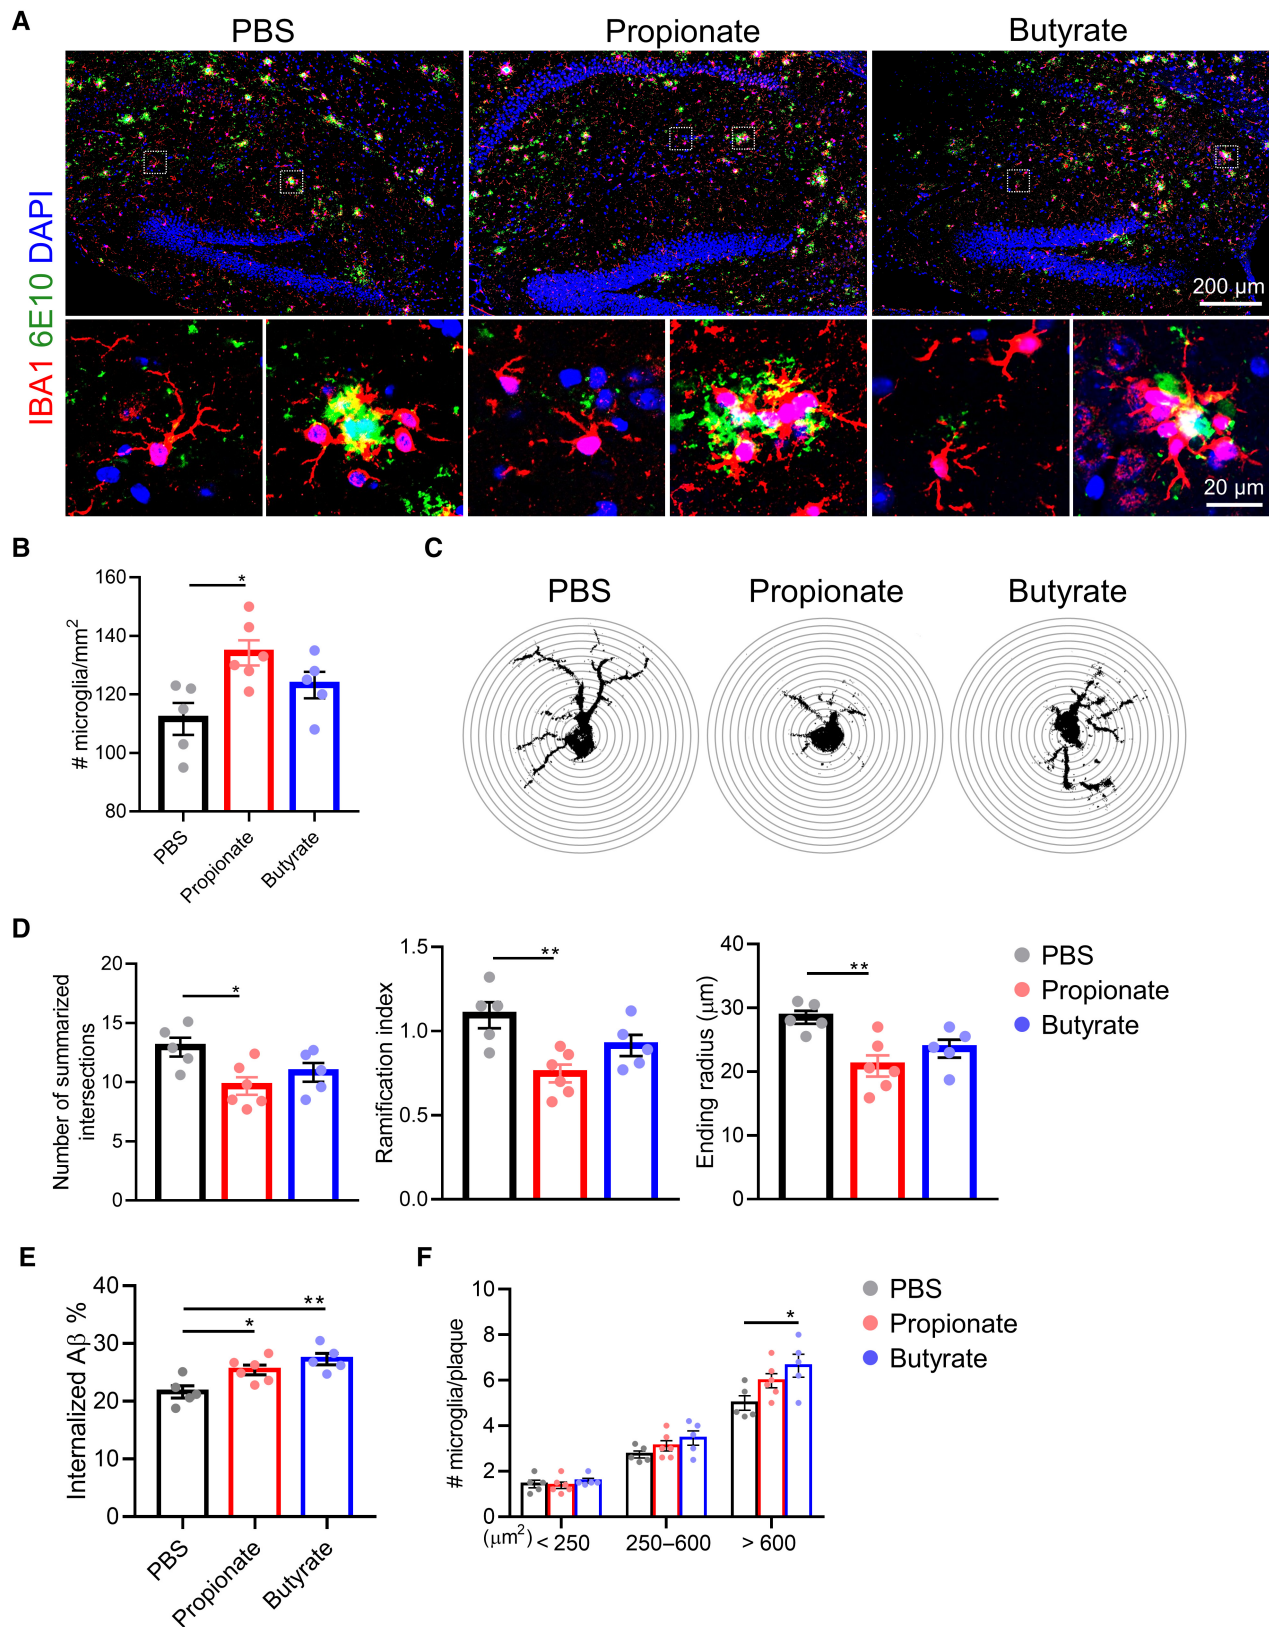 A
PBS Propionate Butyrate
IBA1 6E10 DAPI
200 μm
20 μm
B
# microglia/mm2
160
140
120
100
80
*
PBS Propionate Butyrate
C
PBS Propionate Butyrate
D
Number of summarized
intersections
20
15
10
5
0
*
Ramification index
1.5
1.0
0.5
0.0
**
Ending radius (μm)
40
30
20
10
0
**
PBS
Propionate
Butyrate
E
Internalized Aβ %
40
30
20
10
0
**
*
PBS Propionate Butyrate
F
# microglia/plaque
10
8
6
4
2
0
*
(μm2) < 250 250–600 > 600
PBS
Propionate
Butyrate